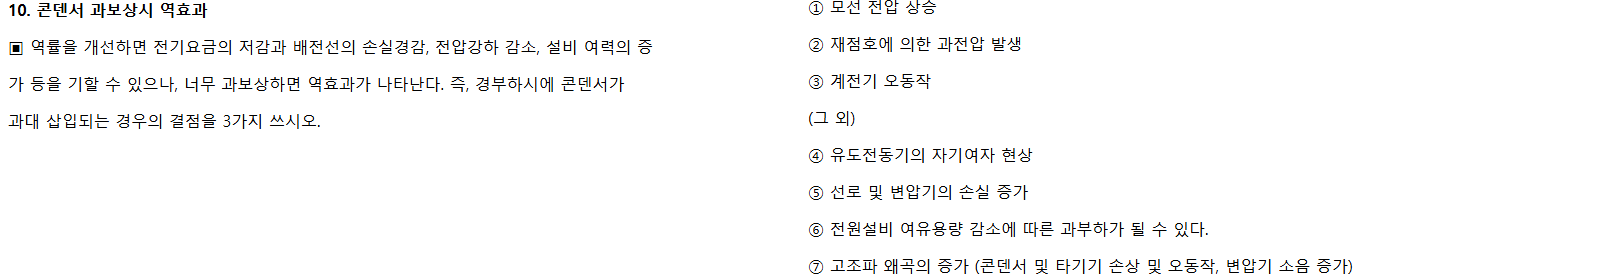 10. 콘덴서 과보상시 역효과
▣ 역률을 개선하면 전기요금의 저감과 배전선의 손실경감, 전압강하 감소, 설비 여력의 증
가 등을 기할 수 있으나, 너무 과보상하면 역효과가 나타난다. 즉, 경부하시에 콘덴서가
과대 삽입되는 경우의 결점을 3가지 쓰시오.
① 모선 전압 상승
② 재점호에 의한 과전압 발생
③ 계전기 오동작
(그 외)
④ 유도전동기의 자기여자 현상
⑤ 선로 및 변압기의 손실 증가
⑥ 전원설비 여유용량 감소에 따른 과부하가 될 수 있다.
⑦ 고조파 왜곡의 증가 (콘덴서 및 타기기 손상 및 오동작, 변압기 소음 증가)